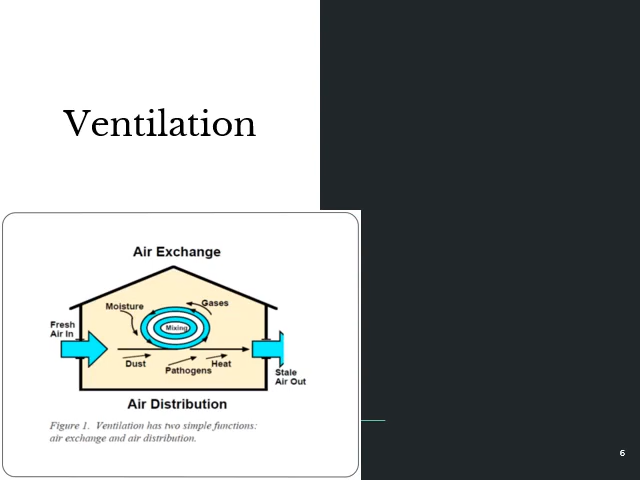 Ventilation
Air Exchange
Moisture
Gases
Mixing
Fresh
Air In
Dust
Pathogens
Heat
Stale
Air Out
Air Distribution
Figure 1. Ventilation has two simple functions:
air exchange and air distribution.
6